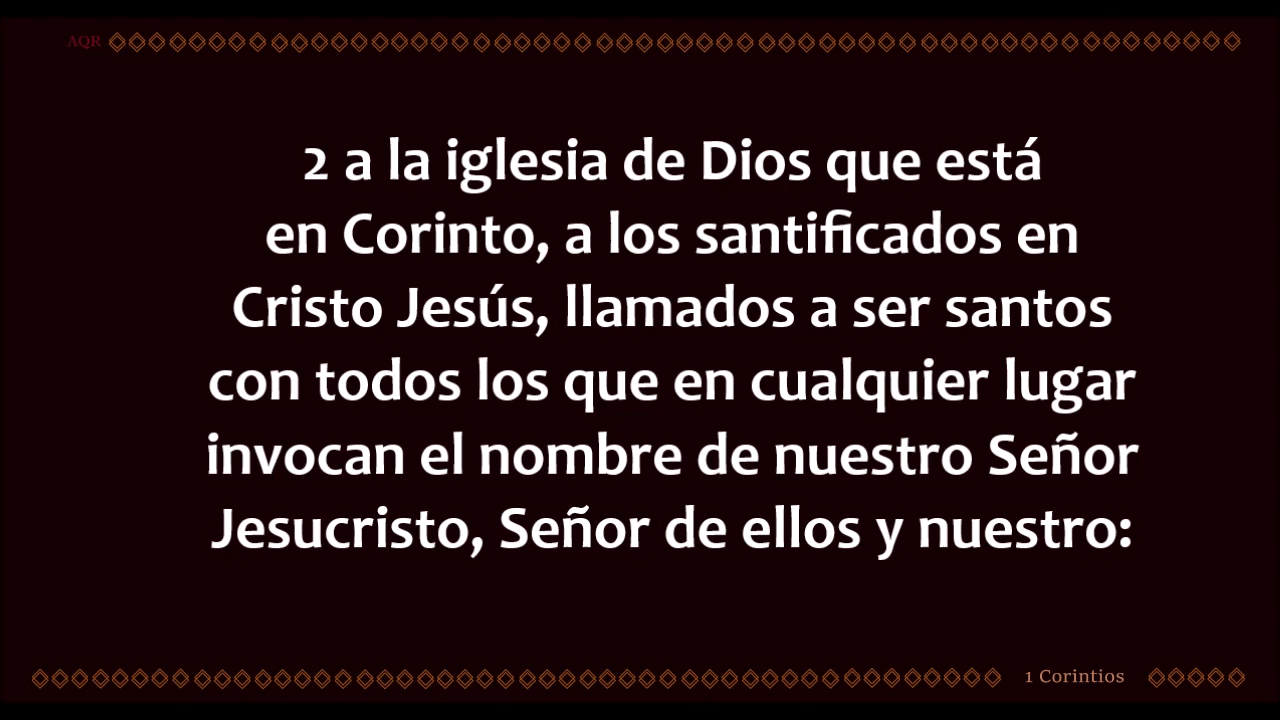 AQR
2 a la iglesia de Dios que está
en Corinto, a los santificados en
Cristo Jesús, llamados a ser santos
con todos los que en cualquier lugar
invocan el nombre de nuestro Señor
Jesucristo, Señor de ellos y nuestro:
1 Corintios